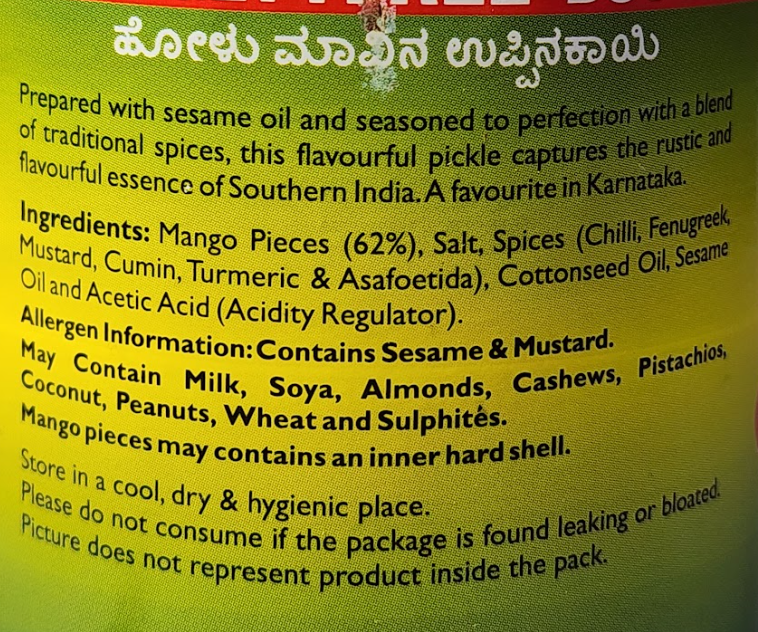 ಹೋಳು ಮಾವಿನ ಉಪ್ಪಿನಕಾಯಿ
Prepared with sesame oil and seasoned to perfection with a blend
of traditional spices, this flavourful pickle captures the rustic and
flavourful essence of Southern India. A favourite in Karnataka.
Ingredients: Mango Pieces (62%), Salt, Spices (Chilli, Fenugreek,
Mustard, Cumin, Turmeric & Asafoetida), Cottonseed Oil, Sesame
Oil and Acetic Acid (Acidity Regulator).
Allergen Information: Contains Sesame & Mustard.
May Contain Milk, Soya, Almonds, Cashews, Pistachios,
Coconut, Peanuts, Wheat and Sulphites.
Mango pieces may contains an inner hard shell.
Store in a cool, dry & hygienic place.
Please do not consume if the package is found leaking or bloated.
Picture does not represent product inside the pack.